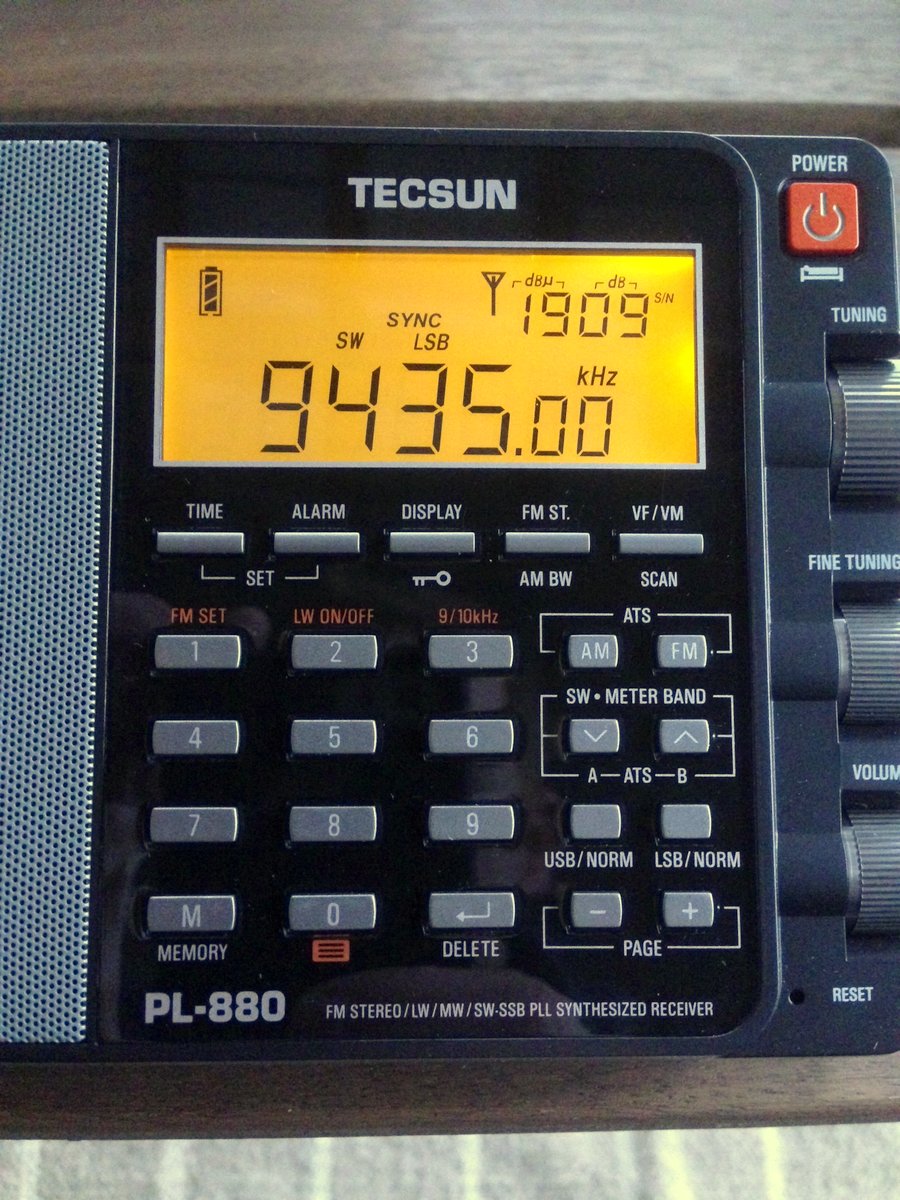 POWER
TECSUN
dBµ dB
1909 S/N
TUNING
SYNC
SW LSB
kHz
9435.00
TIME ALARM DISPLAY FM ST. VF/VM
SET AM BW SCAN
FINE TUNING
FM SET LW ON/OFF 9/10kHz ATS
1 2 3 AM FM
SW • METER BAND
4 5 6
A ATS B
7 8 9
USB/NORM LSB/NORM
M 0 - +
MEMORY DELETE PAGE
RESET
PL-880 FM STEREO/LW/MW/SW-SSB PLL SYNTHESIZED RECEIVER